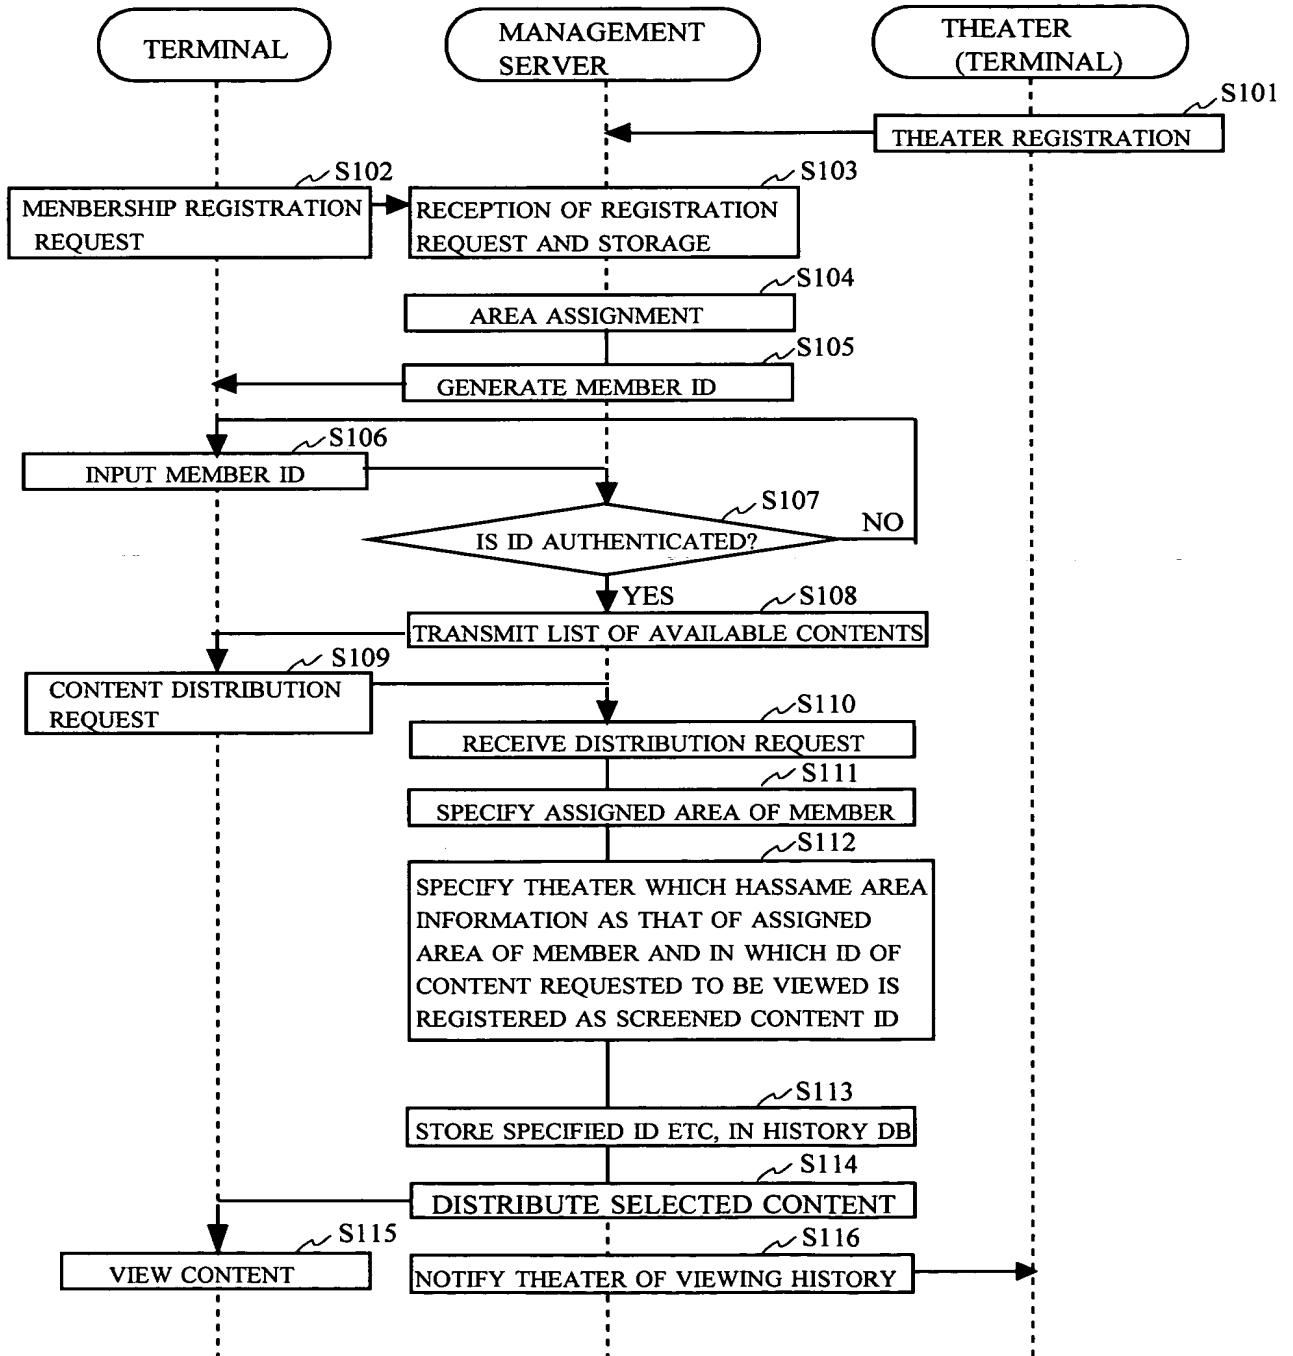 TERMINAL
MANAGEMENT
SERVER
THEATER
(TERMINAL)
S101
THEATER REGISTRATION
S102
MENBERSHIP REGISTRATION
REQUEST
S103
RECEPTION OF REGISTRATION
REQUEST AND STORAGE
S104
AREA ASSIGNMENT
S105
GENERATE MEMBER ID
S106
INPUT MEMBER ID
S107
IS ID AUTHENTICATED?
NO
YES
S108
TRANSMIT LIST OF AVAILABLE CONTENTS
S109
CONTENT DISTRIBUTION
REQUEST
S110
RECEIVE DISTRIBUTION REQUEST
S111
SPECIFY ASSIGNED AREA OF MEMBER
S112
SPECIFY THEATER WHICH HASSAME AREA
INFORMATION AS THAT OF ASSIGNED
AREA OF MEMBER AND IN WHICH ID OF
CONTENT REQUESTED TO BE VIEWED IS
REGISTERED AS SCREENED CONTENT ID
S113
STORE SPECIFIED ID ETC, IN HISTORY DB
S114
DISTRIBUTE SELECTED CONTENT
S115
VIEW CONTENT
S116
NOTIFY THEATER OF VIEWING HISTORY